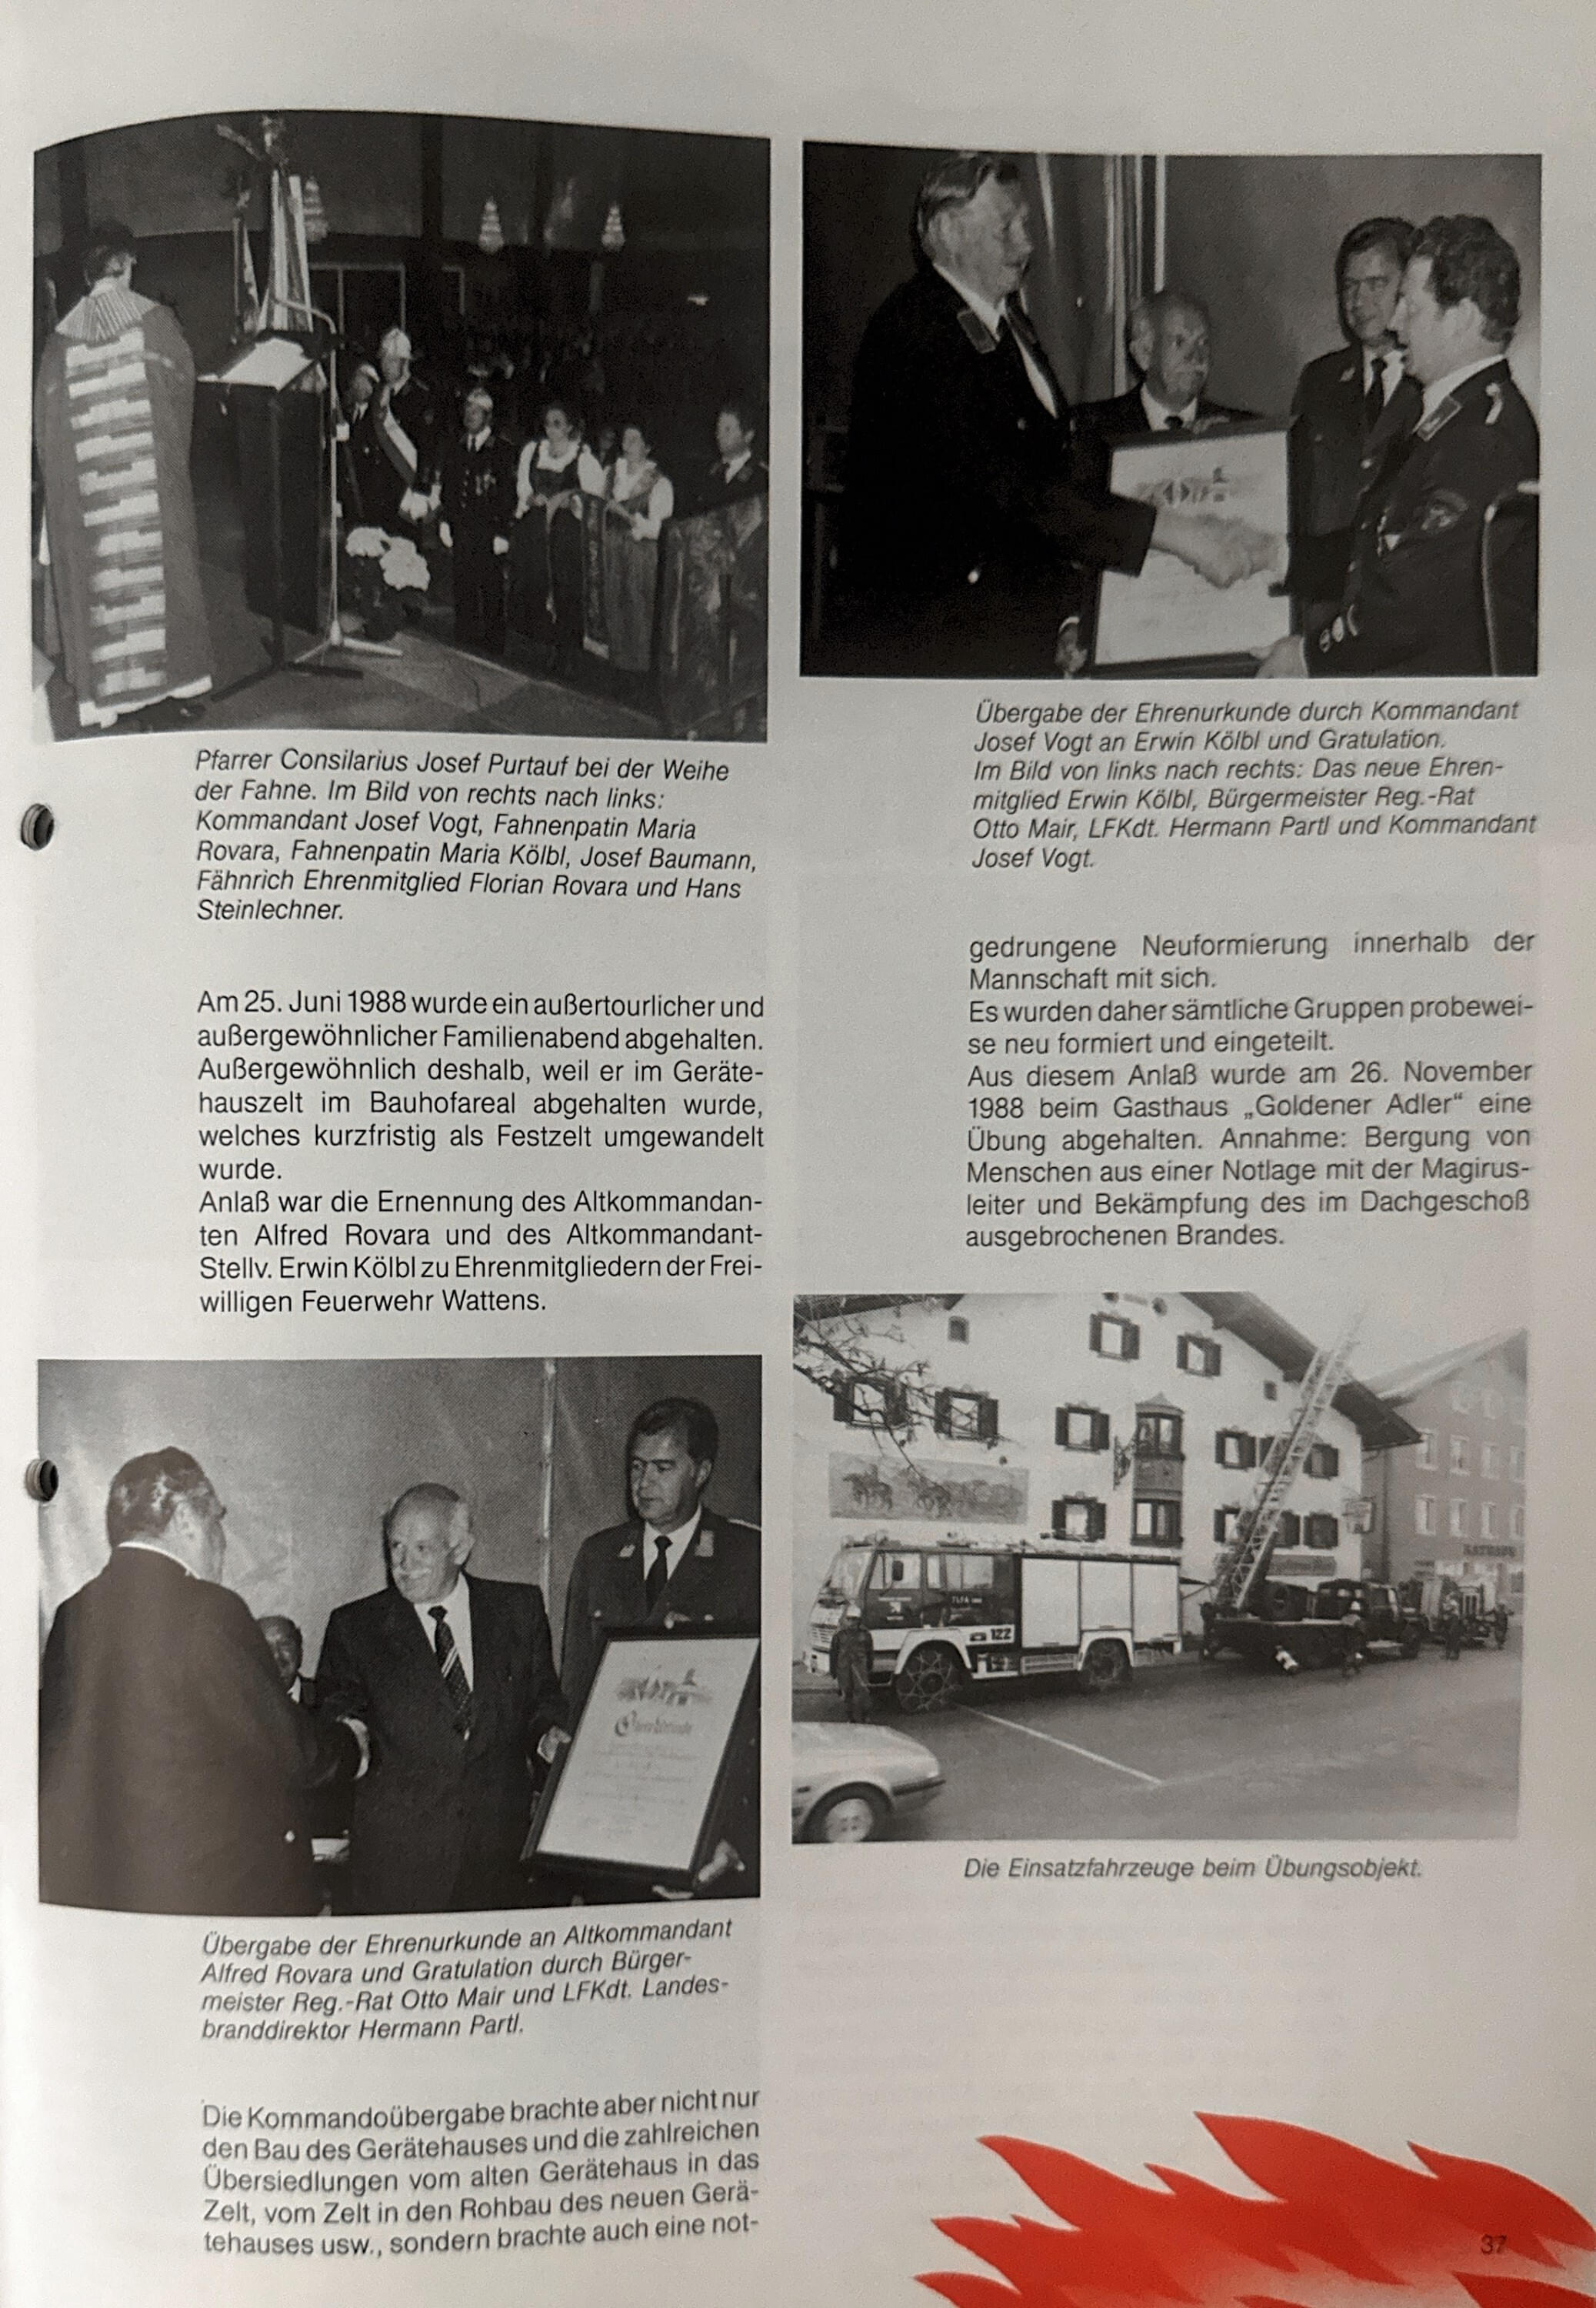 Pfarrer Consilarius Josef Purtauf bei der Weihe
der Fahne. Im Bild von rechts nach links:
Kommandant Josef Vogt, Fahnenpatin Maria
Rovara, Fahnenpatin Maria Kölbl, Josef Baumann,
Fähnrich Ehrenmitglied Florian Rovara und Hans
Steinlechner.
Am 25. Juni 1988 wurde ein außertourlicher und
außergewöhnlicher Familienabend abgehalten.
Außergewöhnlich deshalb, weil er im Geräte-
hauszelt im Bauhofareal abgehalten wurde,
welches kurzfristig als Festzelt umgewandelt
wurde.
Anlaß war die Ernennung des Altkommandan-
ten Alfred Rovara und des Altkommandant-
Stellv. Erwin Kölbl zu Ehrenmitgliedern der Frei-
willigen Feuerwehr Wattens.
Ehrenurkunde
Übergabe der Ehrenurkunde an Altkommandant
Alfred Rovara und Gratulation durch Bürger-
meister Reg.-Rat Otto Mair und LFKdt. Landes-
branddirektor Hermann Partl.
Die Kommandoübergabe brachte aber nicht nur
den Bau des Gerätehauses und die zahlreichen
Übersiedlungen vom alten Gerätehaus in das
Zelt, vom Zelt in den Rohbau des neuen Gerä-
tehauses usw., sondern brachte auch eine not-
Übergabe der Ehrenurkunde durch Kommandant
Josef Vogt an Erwin Kölbl und Gratulation.
Im Bild von links nach rechts: Das neue Ehren-
mitglied Erwin Kölbl, Bürgermeister Reg.-Rat
Otto Mair, LFKdt. Hermann Partl und Kommandant
Josef Vogt.
gedrungene Neuformierung innerhalb der
Mannschaft mit sich.
Es wurden daher sämtliche Gruppen probewei-
se neu formiert und eingeteilt.
Aus diesem Anlaß wurde am 26. November
1988 beim Gasthaus „Goldener Adler“ eine
Übung abgehalten. Annahme: Bergung von
Menschen aus einer Notlage mit der Magirus-
leiter und Bekämpfung des im Dachgeschoß
ausgebrochenen Brandes.
RATHAUS
TLFA
122
Die Einsatzfahrzeuge beim Übungsobjekt.
37